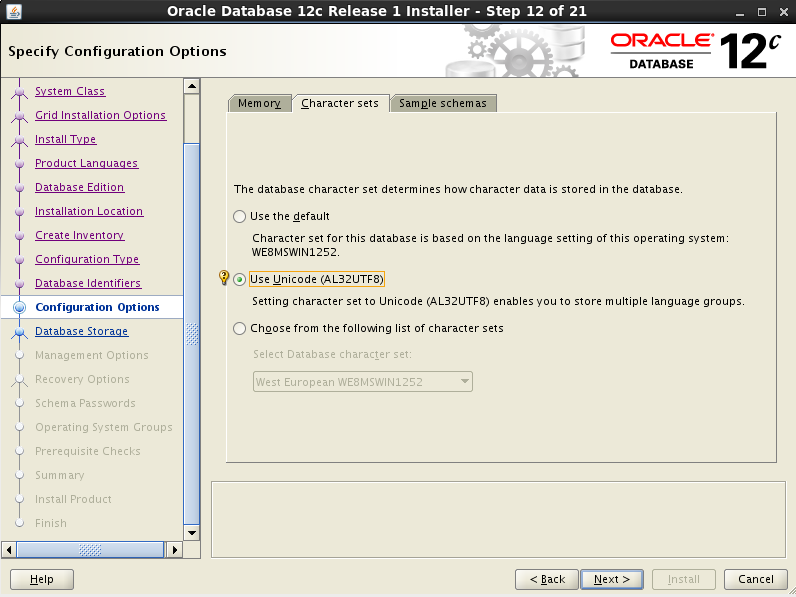 Oracle Database 12c Release 1 Installer - Step 12 of 21
Specify Configuration Options
ORACLE
DATABASE
12c
System Class
Grid Installation Options
Install Type
Product Languages
Database Edition
Installation Location
Create Inventory
Configuration Type
Database Identifiers
Configuration Options
Database Storage
Management Options
Recovery Options
Schema Passwords
Operating System Groups
Prerequisite Checks
Summary
Install Product
Finish
Memory Character sets Sample schemas
The database character set determines how character data is stored in the database.
Use the default
Character set for this database is based on the language setting of this operating system:
WE8MSWIN1252.
Use Unicode (AL32UTF8)
Setting character set to Unicode (AL32UTF8) enables you to store multiple language groups.
Choose from the following list of character sets
Select Database character set:
West European WE8MSWIN1252
Help < Back Next > Install Cancel